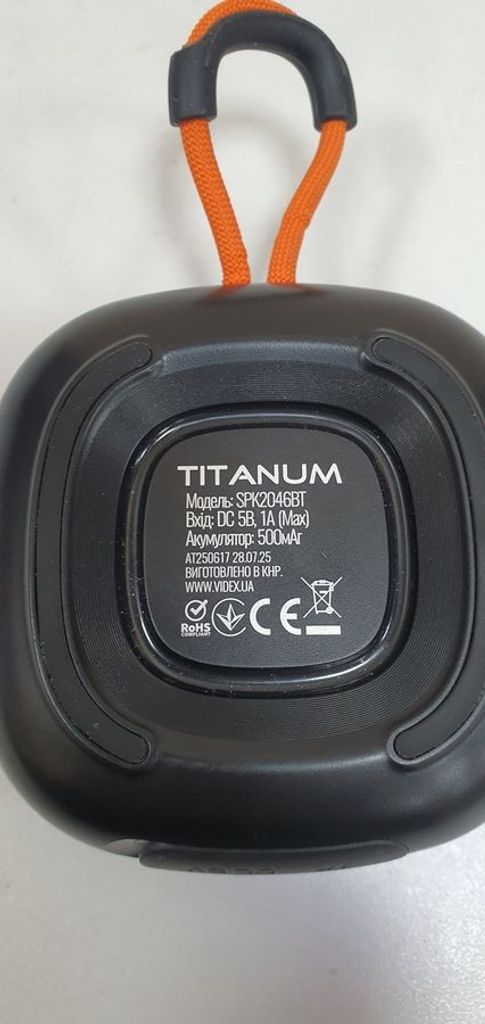 TITANUM
Модель: SPK2046BT
Вхід: DC 5В, 1А (Max)
Акумулятор: 500мАг
AT250617 28.07.25
ВИГОТОВЛЕНО В КНР.
WWW.VIDEX.UA
RoHS
COMPLIANT
CE